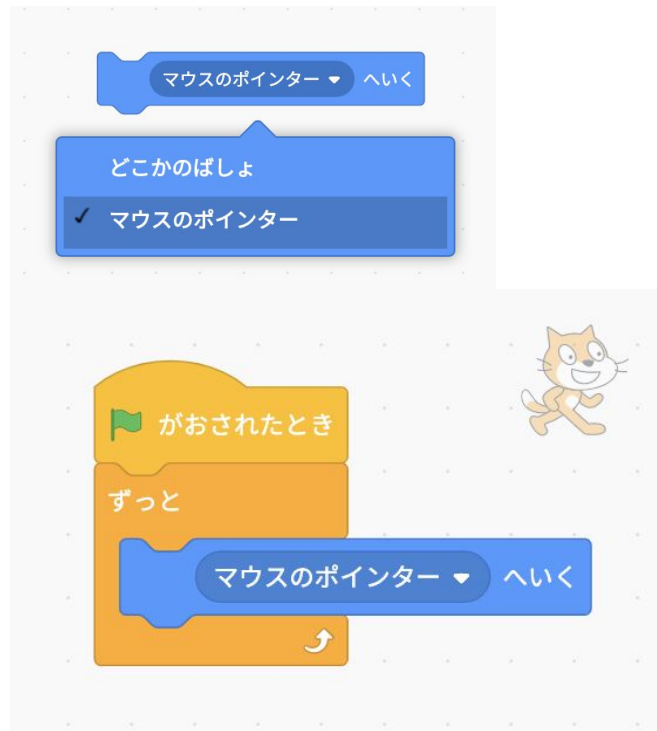 マウスのポインター へいく
どこかのばしょ
マウスのポインター
がおされたとき
ずっと
マウスのポインター へいく